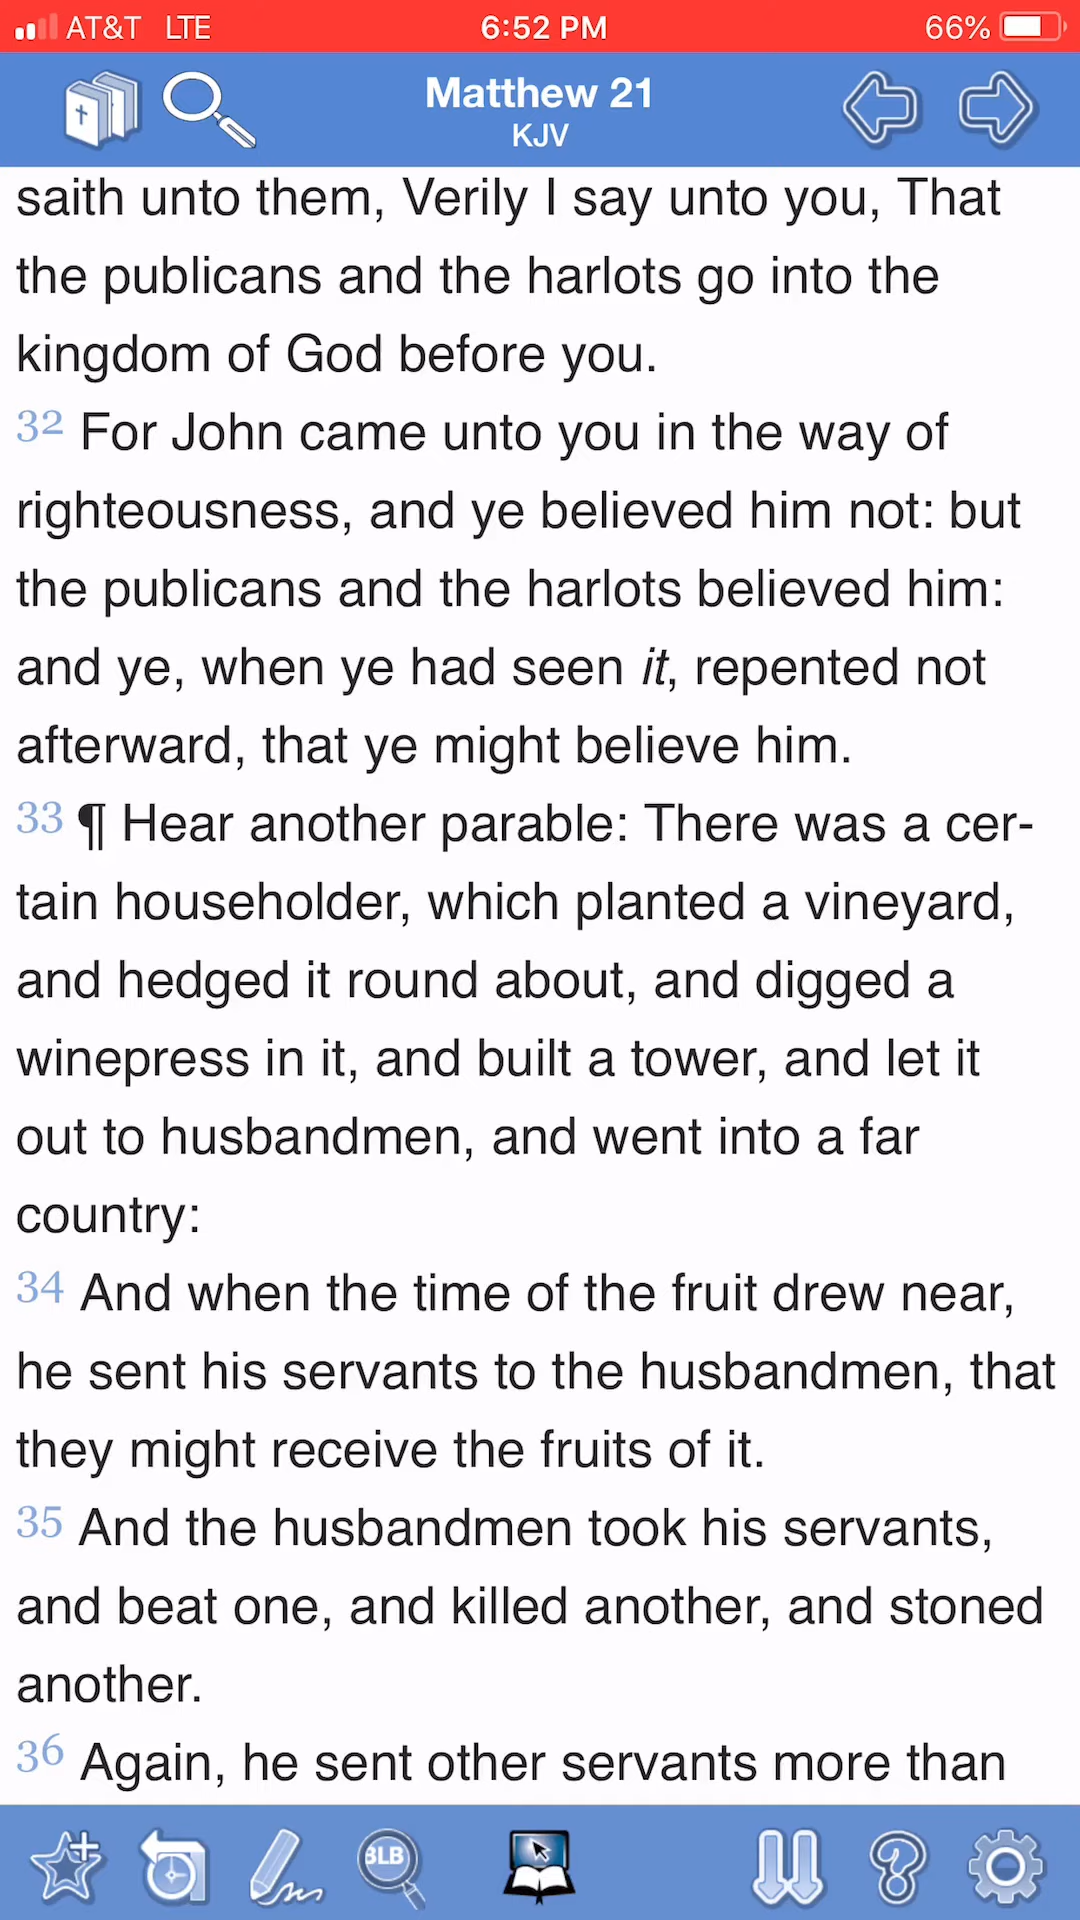 AT&T LTE 6:52 PM 66%
Matthew 21
KJV
saith unto them, Verily I say unto you, That
the publicans and the harlots go into the
kingdom of God before you.
32 For John came unto you in the way of
righteousness, and ye believed him not: but
the publicans and the harlots believed him:
and ye, when ye had seen it, repented not
afterward, that ye might believe him.
33 ¶ Hear another parable: There was a cer-
tain householder, which planted a vineyard,
and hedged it round about, and digged a
winepress in it, and built a tower, and let it
out to husbandmen, and went into a far
country:
34 And when the time of the fruit drew near,
he sent his servants to the husbandmen, that
they might receive the fruits of it.
35 And the husbandmen took his servants,
and beat one, and killed another, and stoned
another.
36 Again, he sent other servants more than
BLB